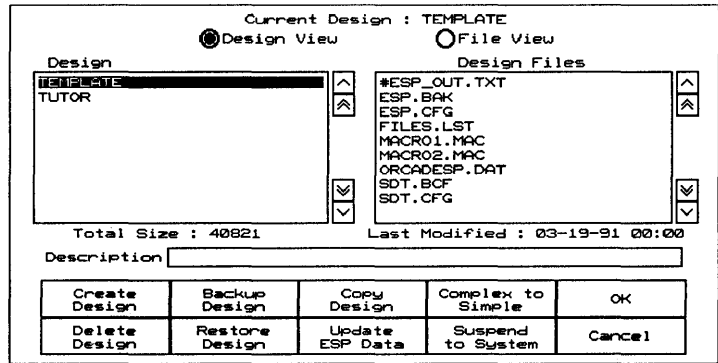 Current Design : TEMPLATE
Design View File View
Design Design Files
TEMPLATE
TUTOR
#ESP_OUT.TXT
ESP.BAK
ESP.CFG
FILES.LST
MACRO1.MAC
MACRO2.MAC
ORCADESP.DAT
SDT.BCF
SDT.CFG
Total Size : 40821 Last Modified : 03-19-91 00:00
Description
Create Design
Backup Design
Copy Design
Complex to Simple
OK
Delete Design
Restore Design
Update ESP Data
Suspend to System
Cancel